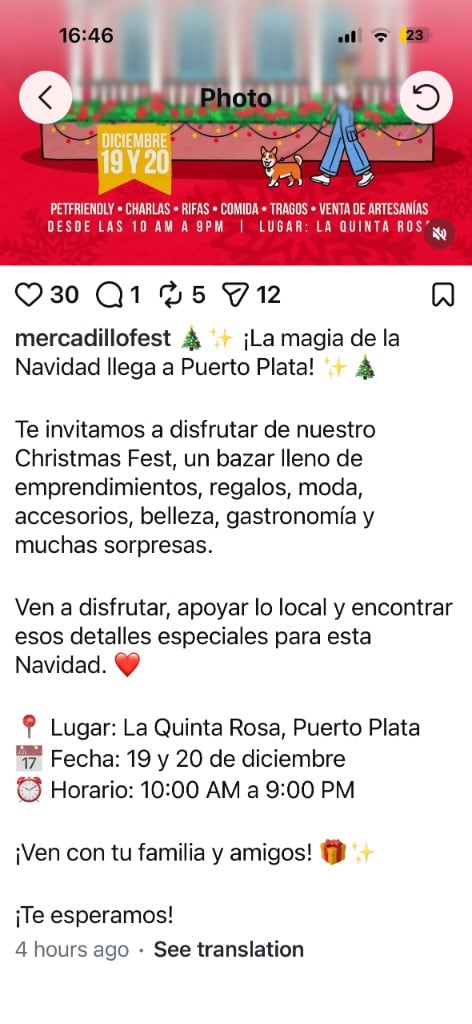 16:46
23
Photo
DICIEMBRE
19 Y 20
PETFRIENDLY • CHARLAS • RIFAS • COMIDA • TRAGOS • VENTA DE ARTESANÍAS
DESDE LAS 10 AM A 9PM | LUGAR: LA QUINTA
30 1 5 12
mercadillofest 🎄✨ ¡La magia de la
Navidad llega a Puerto Plata! ✨🎄
Te invitamos a disfrutar de nuestro
Christmas Fest, un bazar lleno de
emprendimientos, regalos, moda,
accesorios, belleza, gastronomía y
muchas sorpresas.
Ven a disfrutar, apoyar lo local y encontrar
esos detalles especiales para esta
Navidad. ❤️
📍 Lugar: La Quinta Rosa, Puerto Plata
📅 Fecha: 19 y 20 de diciembre
⏰ Horario: 10:00 AM a 9:00 PM
¡Ven con tu familia y amigos! 🎁✨
¡Te esperamos!
4 hours ago · See translation